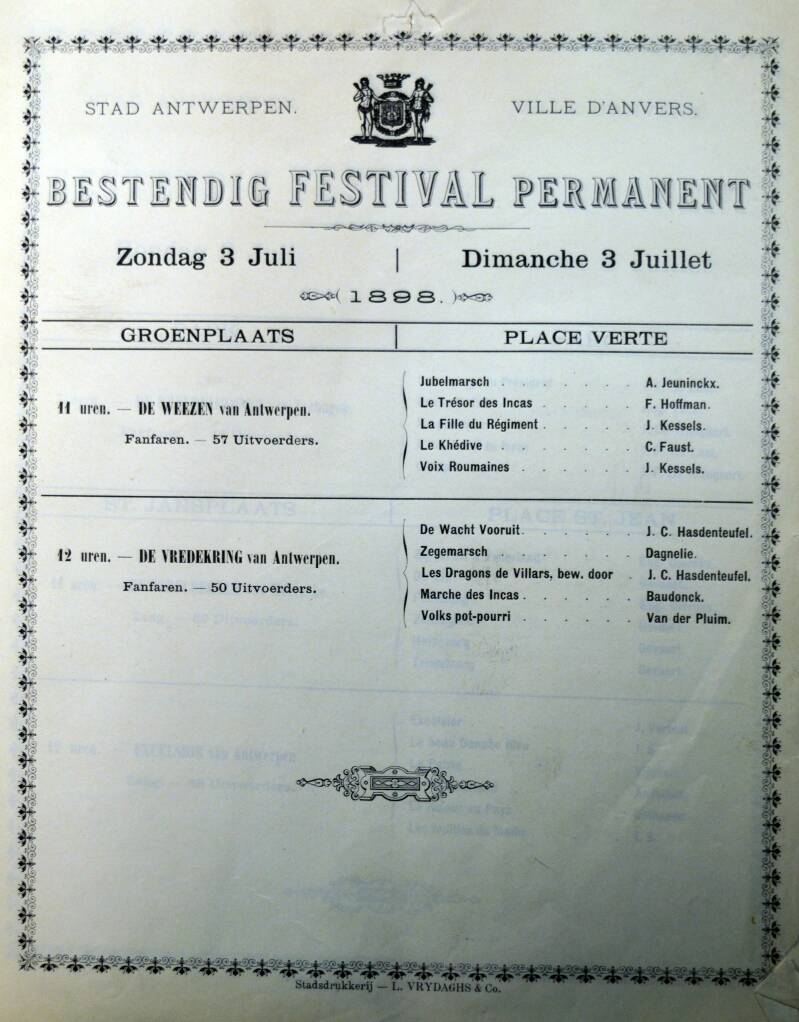 STAD ANTWERPEN. VILLE D'ANVERS.
BESTENDIG FESTIVAL PERMANENT
Zondag 3 Juli | Dimanche 3 Juillet
1898.
GROENPLAATS | PLACE VERTE
11 uren. — DE WEEZEN van Antwerpen.
Fanfaren. — 57 Uitvoerders.
Jubelmarsch . . . . . . A. Jeuninckx.
Le Trésor des Incas . . . . . F. Hoffman.
La Fille du Régiment . . . . . J. Kessels.
Le Khédive . . . . . . C. Faust.
Voix Roumaines . . . . . . J. Kessels.
12 uren. — DE VREDEKRING van Antwerpen.
Fanfaren. — 50 Uitvoerders.
De Wacht Vooruit . . . . . . J. C. Hasdenteufel.
Zegemarsch . . . . . . Dagnelie.
Les Dragons de Villars, bew. door . J. C. Hasdenteufel.
Marche des Incas . . . . . . Baudonck.
Volks pot-pourri . . . . . . Van der Pluim.
Stadsdrukkerij — L. VRYDAGHS & Co.